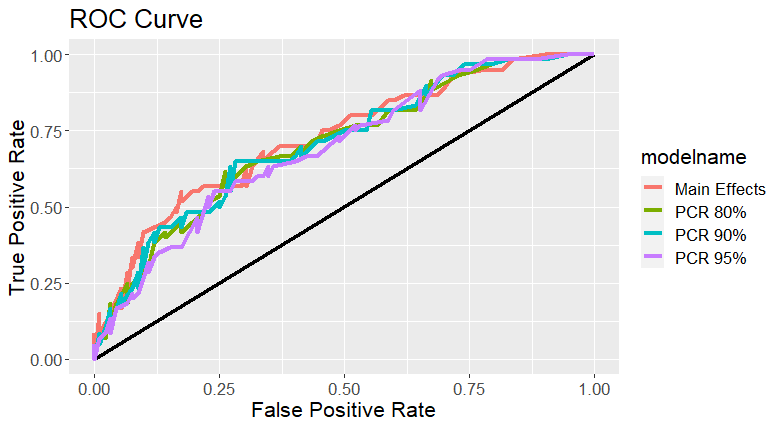 ROC Curve
True Positive Rate
1.00
0.75
0.50
0.25
0.00
0.00 0.25 0.50 0.75 1.00
False Positive Rate
modelname
Main Effects
PCR 80%
PCR 90%
PCR 95%